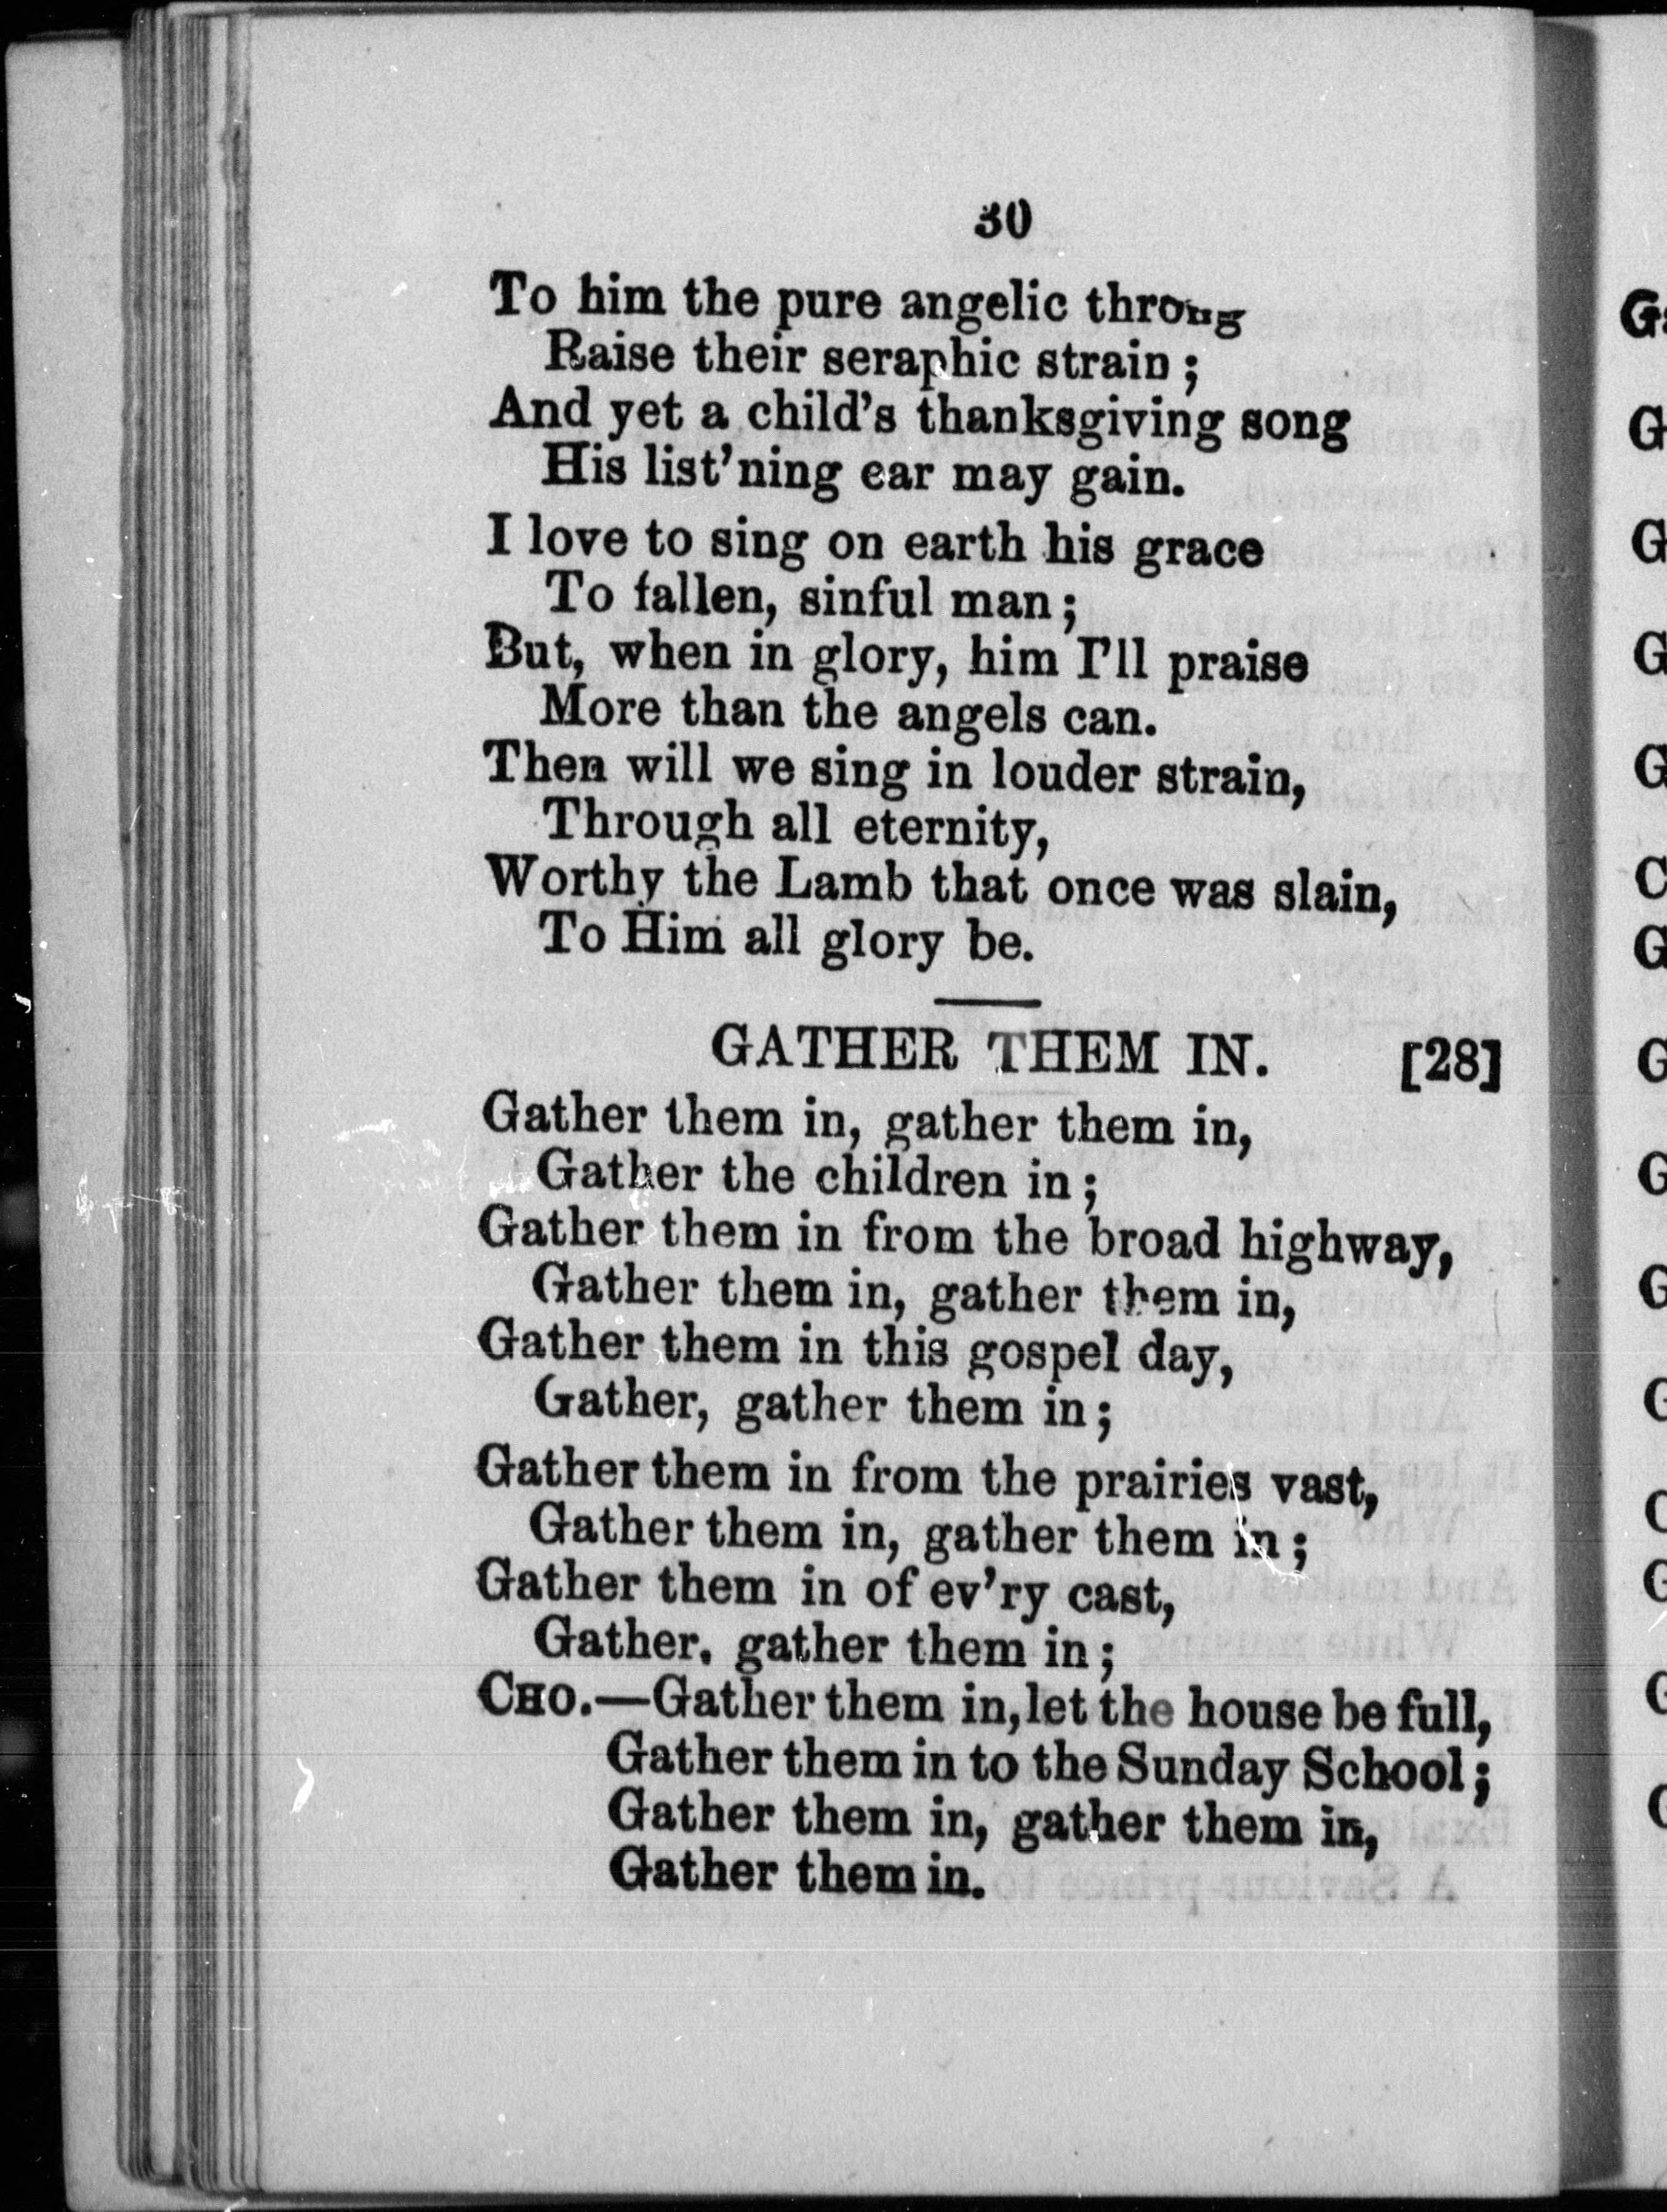 30
To him the pure angelic throng
Raise their seraphic strain;
And yet a child's thanksgiving song
His list'ning ear may gain.
I love to sing on earth his grace
To fallen, sinful man;
But, when in glory, him I'll praise
More than the angels can.
Then will we sing in louder strain,
Through all eternity,
Worthy the Lamb that once was slain,
To Him all glory be.
GATHER THEM IN. [28]
Gather them in, gather them in,
Gather the children in;
Gather them in from the broad highway,
Gather them in, gather them in,
Gather them in this gospel day,
Gather, gather them in;
Gather them in from the prairies vast,
Gather them in, gather them in;
Gather them in of ev'ry cast,
Gather. gather them in;
CHO.—Gather them in, let the house be full,
Gather them in to the Sunday School;
Gather them in, gather them in,
Gather them in.